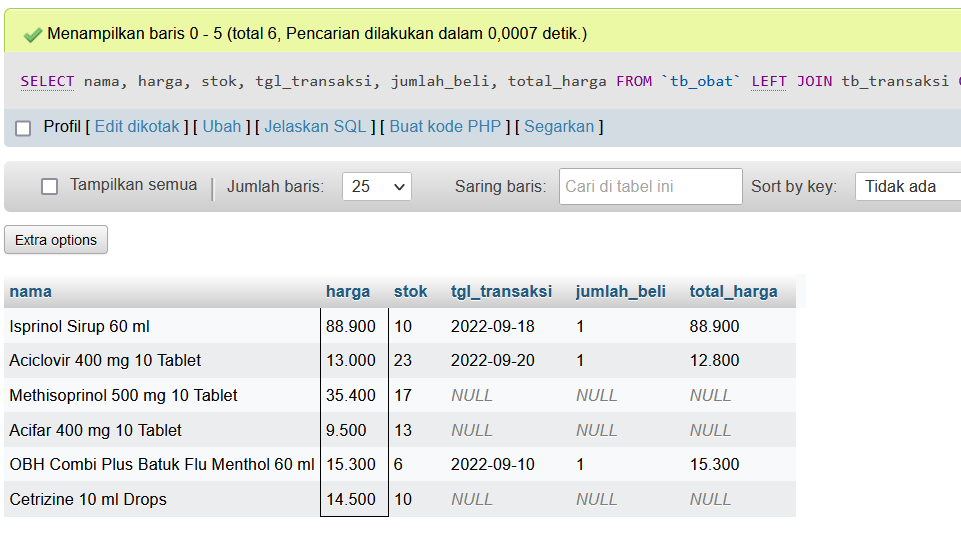 Menampilkan baris 0 - 5 (total 6, Pencarian dilakukan dalam 0,0007 detik.)
SELECT nama, harga, stok, tgl_transaksi, jumlah_beli, total_harga FROM `tb_obat` LEFT JOIN tb_transaksi
Profil [ Edit dikotak ] [ Ubah ] [ Jelaskan SQL ] [ Buat kode PHP ] [ Segarkan ]
Tampilkan semua Jumlah baris: 25 Saring baris: Cari di tabel ini Sort by key: Tidak ada
Extra options
nama harga stok tgl_transaksi jumlah_beli total_harga
Isprinol Sirup 60 ml 88.900 10 2022-09-18 1 88.900
Aciclovir 400 mg 10 Tablet 13.000 23 2022-09-20 1 12.800
Methisoprinol 500 mg 10 Tablet 35.400 17 NULL NULL NULL
Acifar 400 mg 10 Tablet 9.500 13 NULL NULL NULL
OBH Combi Plus Batuk Flu Menthol 60 ml 15.300 6 2022-09-10 1 15.300
Cetrizine 10 ml Drops 14.500 10 NULL NULL NULL